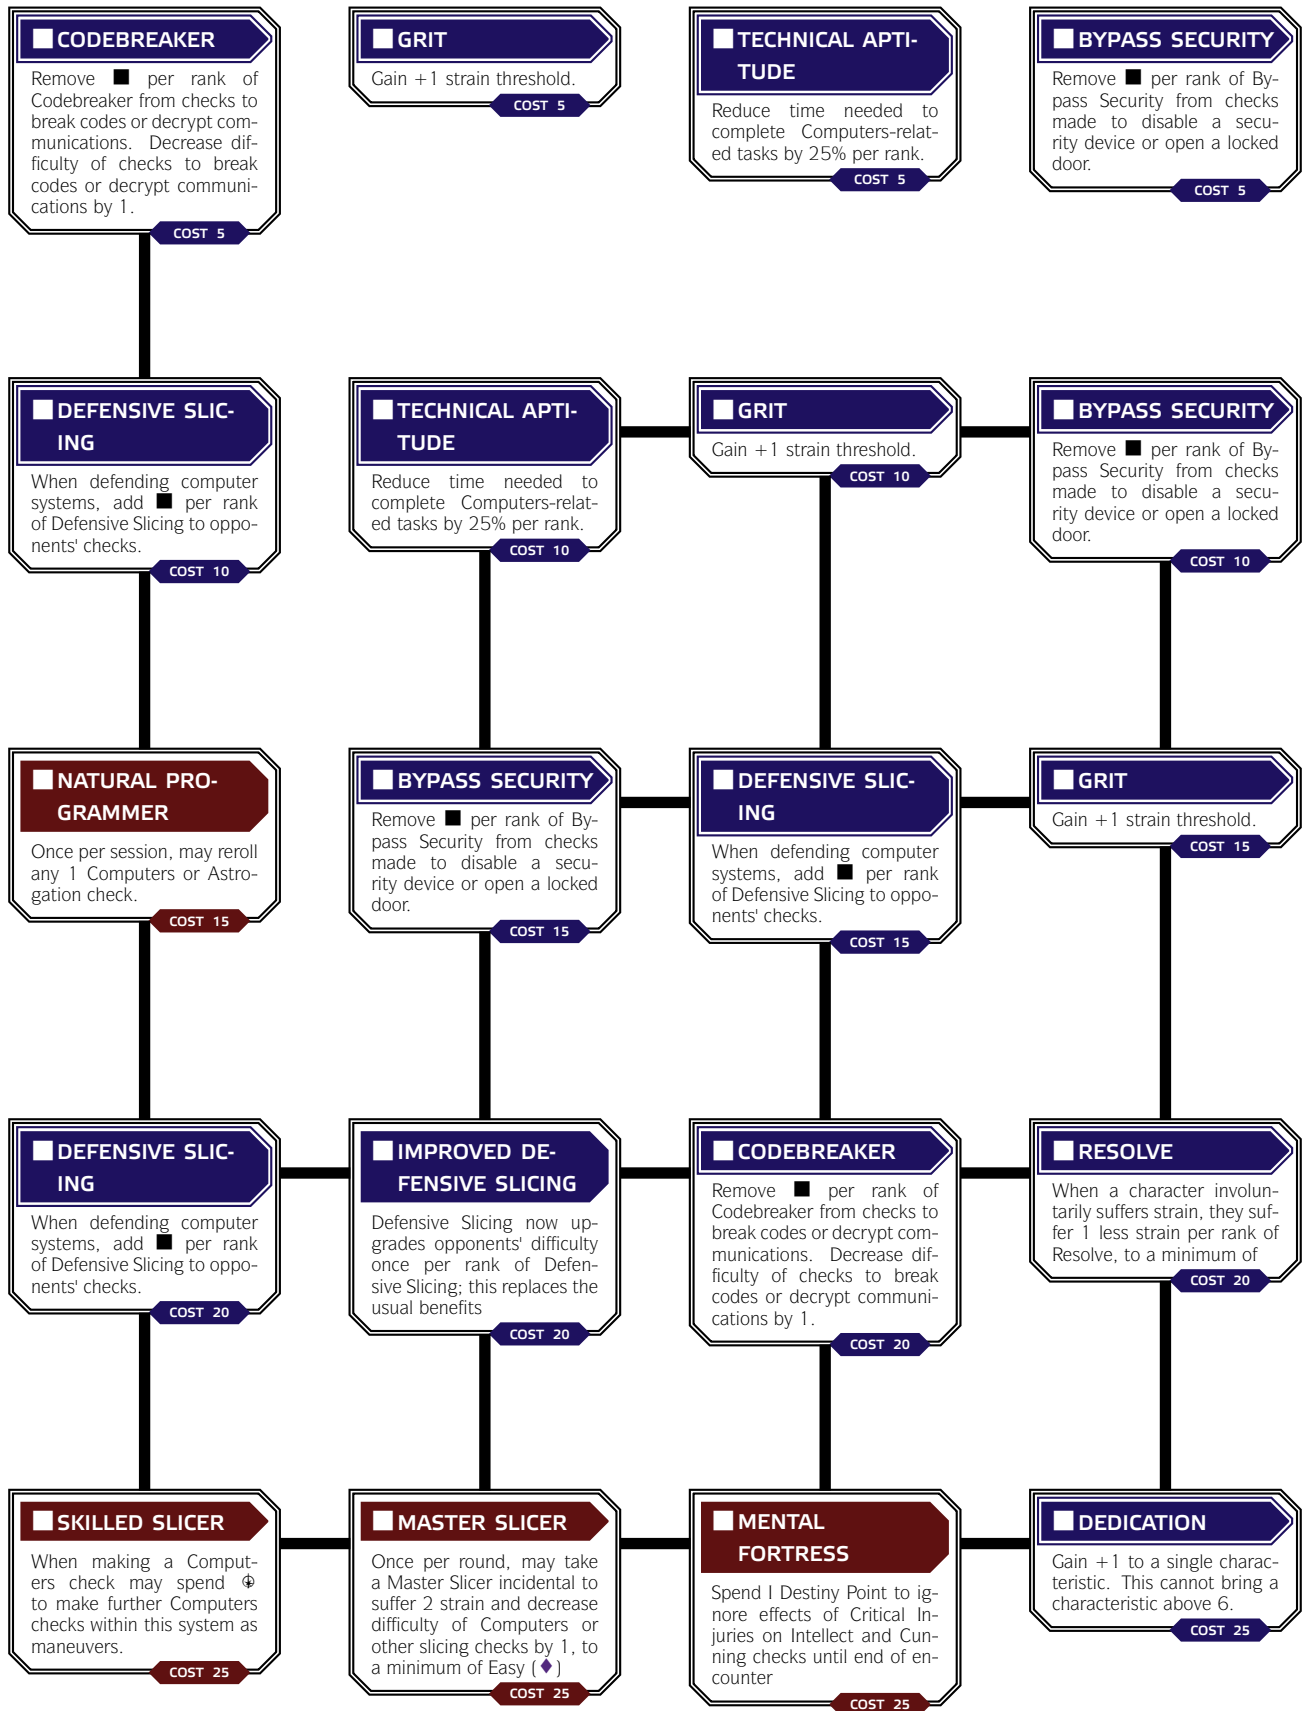 CODEBREAKER
Remove ■ per rank of
Codebreaker from checks to
break codes or decrypt com-
munications. Decrease dif-
ficulty of checks to break
codes or decrypt communi-
cations by 1.
COST 5
GRIT
Gain +1 strain threshold.
COST 5
TECHNICAL APTI-
TUDE
Reduce time needed to
complete Computers-relat-
ed tasks by 25% per rank.
COST 5
BYPASS SECURITY
Remove ■ per rank of By-
pass Security from checks
made to disable a secu-
rity device or open a locked
door.
COST 5
DEFENSIVE SLIC-
ING
When defending computer
systems, add ■ per rank
of Defensive Slicing to oppo-
nents' checks.
COST 10
TECHNICAL APTI-
TUDE
Reduce time needed to
complete Computers-relat-
ed tasks by 25% per rank.
COST 10
GRIT
Gain +1 strain threshold.
COST 10
BYPASS SECURITY
Remove ■ per rank of By-
pass Security from checks
made to disable a secu-
rity device or open a locked
door.
COST 10
NATURAL PRO-
GRAMMER
Once per session, may reroll
any 1 Computers or Astro-
gation check.
COST 15
BYPASS SECURITY
Remove ■ per rank of By-
pass Security from checks
made to disable a secu-
rity device or open a locked
door.
COST 15
DEFENSIVE SLIC-
ING
When defending computer
systems, add ■ per rank
of Defensive Slicing to oppo-
nents' checks.
COST 15
GRIT
Gain +1 strain threshold.
COST 15
DEFENSIVE SLIC-
ING
When defending computer
systems, add ■ per rank
of Defensive Slicing to oppo-
nents' checks.
COST 20
IMPROVED DE-
FENSIVE SLICING
Defensive Slicing now up-
grades opponents' difficulty
once per rank of Defen-
sive Slicing; this replaces the
usual benefits
COST 20
CODEBREAKER
Remove ■ per rank of
Codebreaker from checks to
break codes or decrypt com-
munications. Decrease dif-
ficulty of checks to break
codes or decrypt communi-
cations by 1.
COST 20
RESOLVE
When a character involun-
tarily suffers strain, they suf-
fer 1 less strain per rank of
Resolve, to a minimum of
COST 20
SKILLED SLICER
When making a Comput-
ers check may spend
to make further Computers
checks within this system as
maneuvers.
COST 25
MASTER SLICER
Once per round, may take
a Master Slicer incidental to
suffer 2 strain and decrease
difficulty of Computers or
other slicing checks by 1, to
a minimum of Easy (♦)
COST 25
MENTAL
FORTRESS
Spend I Destiny Point to ig-
nore effects of Critical In-
juries on Intellect and Cun-
ning checks until end of en-
counter
COST 25
DEDICATION
Gain +1 to a single charac-
teristic. This cannot bring a
characteristic above 6.
COST 25